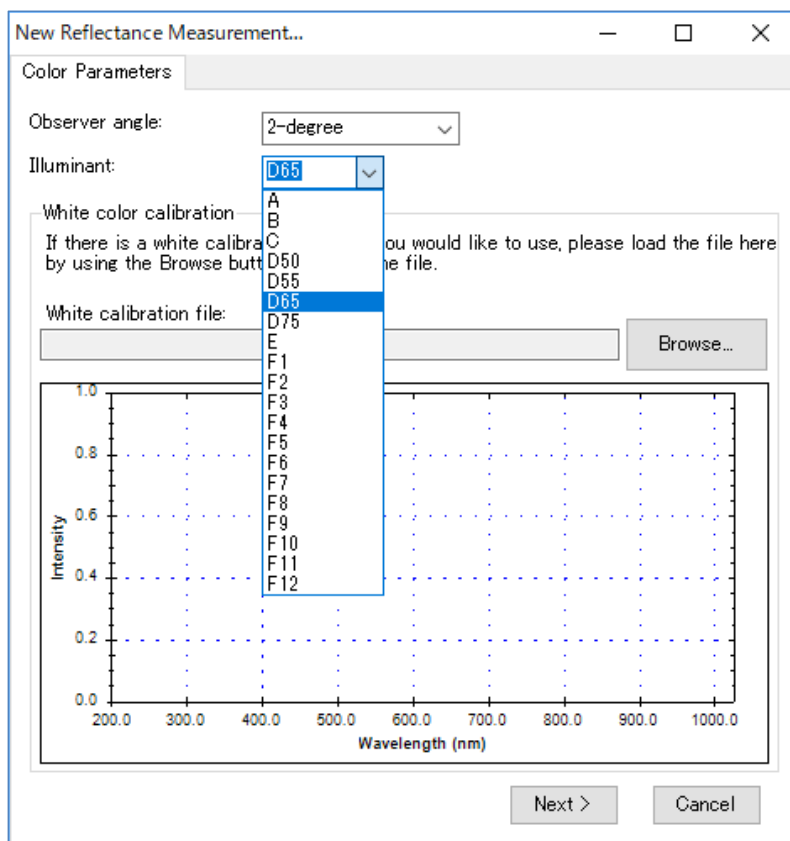 New Reflectance Measurement...
Color Parameters
Observer angle:
2-degree
Illuminant:
D65
A
B
C
D50
D55
D65
D75
E
F1
F2
F3
F4
F5
F6
F7
F8
F9
F10
F11
F12
White color calibration
If there is a white calibra ou would like to use, please load the file here
by using the Browse butt e file.
White calibration file:
Browse...
1.0
0.8
0.6
0.4
0.2
0.0
Intensity
200.0 300.0 400.0 500.0 600.0 700.0 800.0 900.0 1000.0
Wavelength (nm)
Next >
Cancel